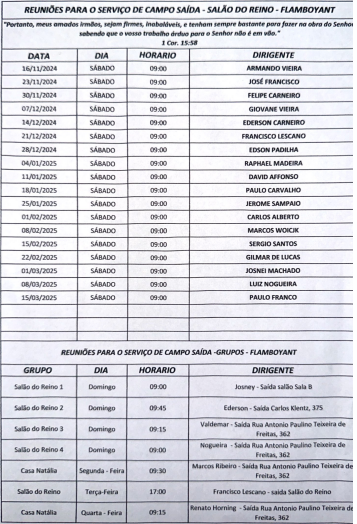 REUNIÕES PARA O SERVIÇO DE CAMPO SAÍDA - SALÃO DO REINO - FLAMBOYANT
"Portanto, meus amados irmãos, sejam firmes, inabaláveis, e tenham sempre bastante para fazer na obra do Senhor
sabendo que o vosso trabalho árduo para o Senhor não é em vão."
1 Cor. 15:58
DATA DIA HORARIO DIRIGENTE
16/11/2024 SÁBADO 09:00 ARMANDO VIEIRA
23/11/2024 SÁBADO 09:00 JOSÉ FRANCISCO
30/11/2024 SÁBADO 09:00 FELIPE CARNEIRO
07/12/2024 SÁBADO 09:00 GIOVANE VIEIRA
14/12/2024 SÁBADO 09:00 EDERSON CARNEIRO
21/12/2024 SÁBADO 09:00 FRANCISCO LESCANO
28/12/2024 SÁBADO 09:00 EDSON PADILHA
04/01/2025 SÁBADO 09:00 RAPHAEL MADEIRA
11/01/2025 SÁBADO 09:00 DAVID AFFONSO
18/01/2025 SÁBADO 09:00 PAULO CARVALHO
25/01/2025 SÁBADO 09:00 JEROME SAMPAIO
01/02/2025 SÁBADO 09:00 CARLOS ALBERTO
08/02/2025 SÁBADO 09:00 MARCOS WOICJK
15/02/2025 SÁBADO 09:00 SERGIO SANTOS
22/02/2025 SÁBADO 09:00 GILMAR DE LUCAS
01/03/2025 SÁBADO 09:00 JOSNEI MACHADO
08/03/2025 SÁBADO 09:00 LUIZ NOGUEIRA
15/03/2025 SÁBADO 09:00 PAULO FRANCO
REUNIÕES PARA O SERVIÇO DE CAMPO SAÍDA -GRUPOS - FLAMBOYANT
GRUPO DIA HORARIO DIRIGENTE
Salão do Reino 1 Domingo 09:00 Josney - Saída salão Sala B
Salão do Reino 2 Domingo 09:45 Ederson - Saida Carlos Klentz, 375
Salão do Reino 3 Domingo 09:15 Valdemar - Saída Rua Antonio Paulino Teixeira de
Freitas, 362
Salão do Reino 4 Domingo 09:00 Nogueira - Saída Rua Antonio Paulino Teixeira de
Freitas, 362
Casa Natália Segunda - Feira 09:30 Marcos Ribeiro - Saída Rua Antonio Paulino Teixeira de
Freitas, 362
Salão do Reino Terça-Feira 17:00 Francisco Lescano - saída Salão do Reino
Casa Natália Quarta - Feira 09:15 Renato Horning - Saída Rua Antonio Paulino Teixeira de
Freitas, 362